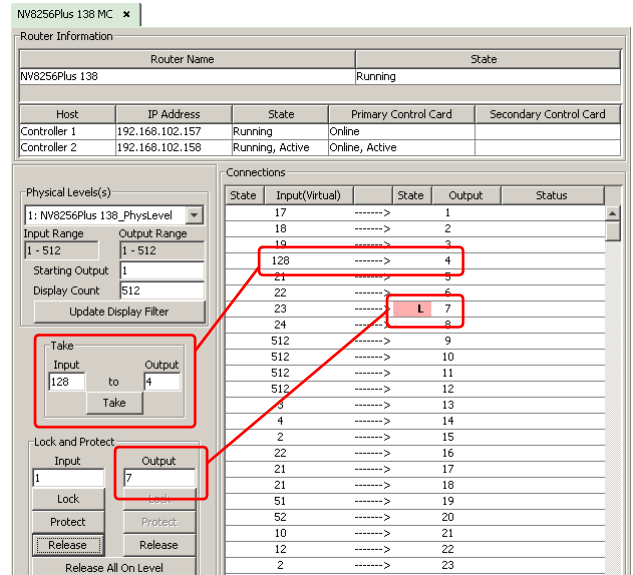 NV8256Plus 138 MC ×
Router Information
Router Name State
NV8256Plus 138 Running
Host IP Address State Primary Control Card Secondary Control Card
Controller 1 192.168.102.157 Running Online
Controller 2 192.168.102.158 Running, Active Online, Active
Physical Levels(s)
1: NV8256Plus 138_PhysLevel
Input Range Output Range
1 - 512 1 - 512
Starting Output 1
Display Count 512
Update Display Filter
Take
Input Output
128 to 4
Take
Lock and Protect
Input Output
1 7
Lock Lock
Protect Protect
Release Release
Release All On Level
Connections
State Input(Virtual) State Output Status
17 -------> 1
18 -------> 2
19 -------> 3
128 -------> 4
21 -------> 5
22 -------> 6
23 -------> L 7
24 -------> 8
512 -------> 9
512 -------> 10
512 -------> 11
512 -------> 12
3 -------> 13
4 -------> 14
2 -------> 15
22 -------> 16
21 -------> 17
21 -------> 18
51 -------> 19
52 -------> 20
10 -------> 21
12 -------> 22
2 -------> 23